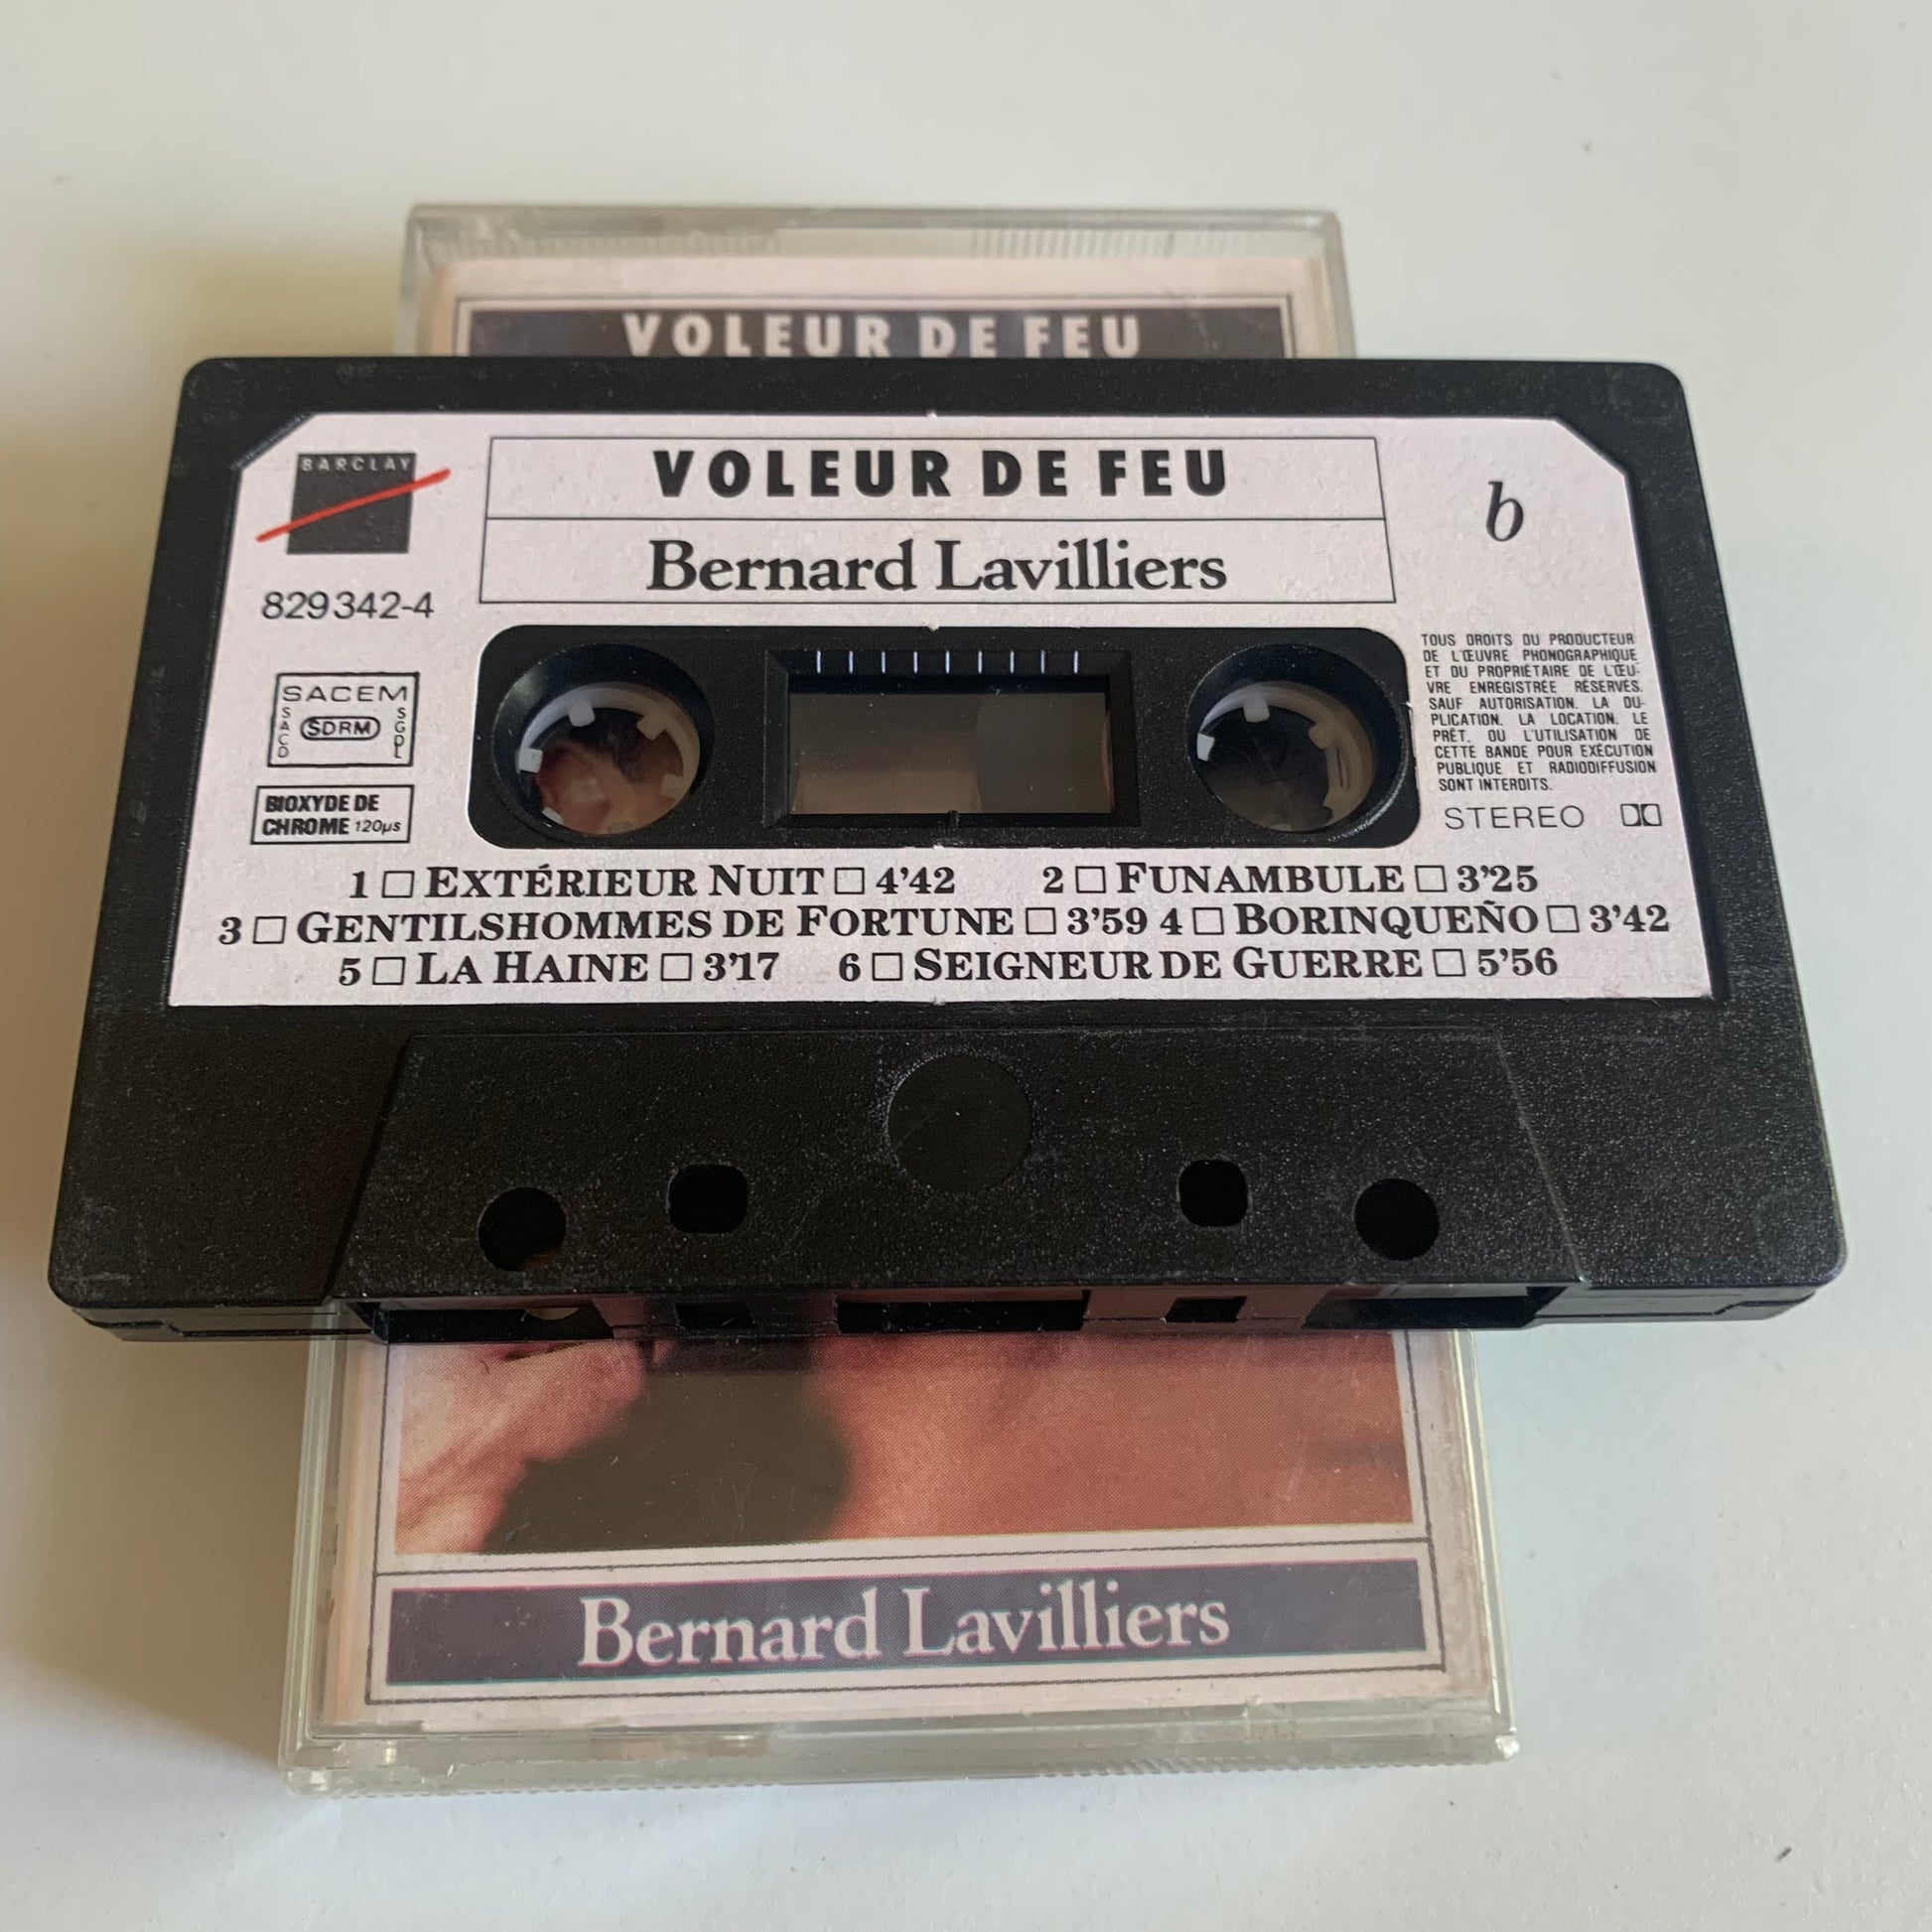 VOLEUR DE FEU
BARCLAY
VOLEUR DE FEU
Bernard Lavilliers
b
829 342-4
SACEM
SACD
SDRM
SGDL
BIOXYDE DE
CHROME 120µs
TOUS DROITS DU PRODUCTEUR
DE L'ŒUVRE PHONOGRAPHIQUE
ET DU PROPRIÉTAIRE DE L'ŒU-
VRE ENREGISTRÉE RÉSERVÉS.
SAUF AUTORISATION, LA DU-
PLICATION, LA LOCATION, LE
PRÊT, OU L'UTILISATION DE
CETTE BANDE POUR EXÉCUTION
PUBLIQUE ET RADIODIFFUSION
SONT INTERDITS.
STEREO
1 □ EXTÉRIEUR NUIT □ 4'42 2 □ FUNAMBULE □ 3'25
3 □ GENTILSHOMMES DE FORTUNE □ 3'59 4 □ BORINQUEÑO □ 3'42
5 □ LA HAINE □ 3'17 6 □ SEIGNEUR DE GUERRE □ 5'56
Bernard Lavilliers